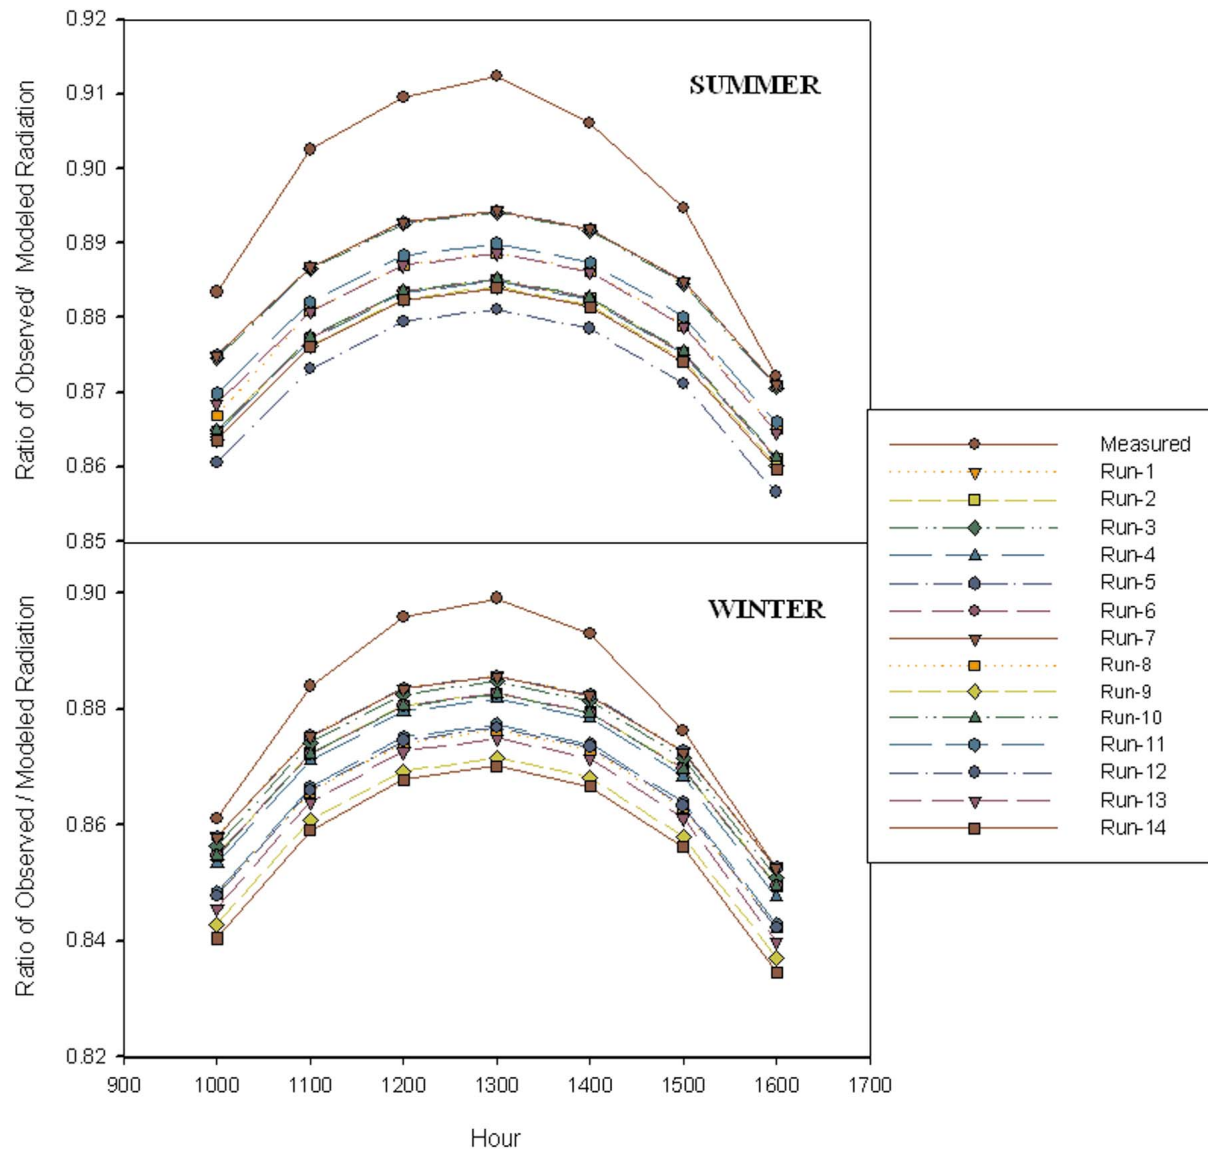 0.92
0.91
0.90
0.89
0.88
0.87
0.86
0.85
Ratio of Observed/ Modeled Radiation
SUMMER
0.90
0.88
0.86
0.84
0.82
Ratio of Observed / Modeled Radiation
WINTER
900 1000 1100 1200 1300 1400 1500 1600 1700
Hour
Measured
Run-1
Run-2
Run-3
Run-4
Run-5
Run-6
Run-7
Run-8
Run-9
Run-10
Run-11
Run-12
Run-13
Run-14